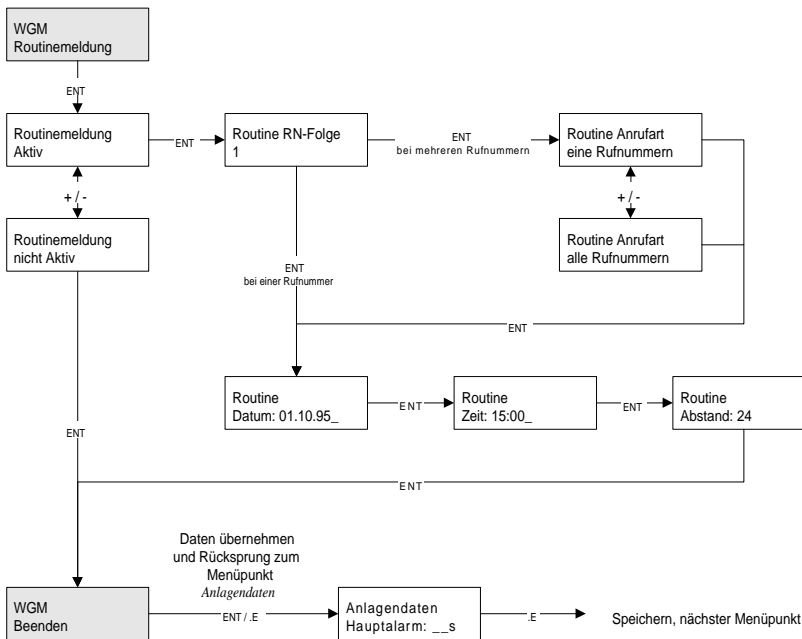 WGM
Routinemeldung
ENT
Routinemeldung
Aktiv
ENT
Routine RN-Folge
1
ENT
bei mehreren Rufnummern
Routine Anrufart
eine Rufnummern
+ / -
+ / -
Routinemeldung
nicht Aktiv
Routine Anrufart
alle Rufnummern
ENT
bei einer Rufnummer
ENT
Routine
Datum: 01.10.95_
ENT
Routine
Zeit: 15:00_
ENT
Routine
Abstand: 24
ENT
ENT
Daten übernehmen
und Rücksprung zum
Menüpunkt
Anlagendaten
WGM
Beenden
ENT / .E
Anlagendaten
Hauptalarm: __s
.E
Speichern, nächster Menüpunkt